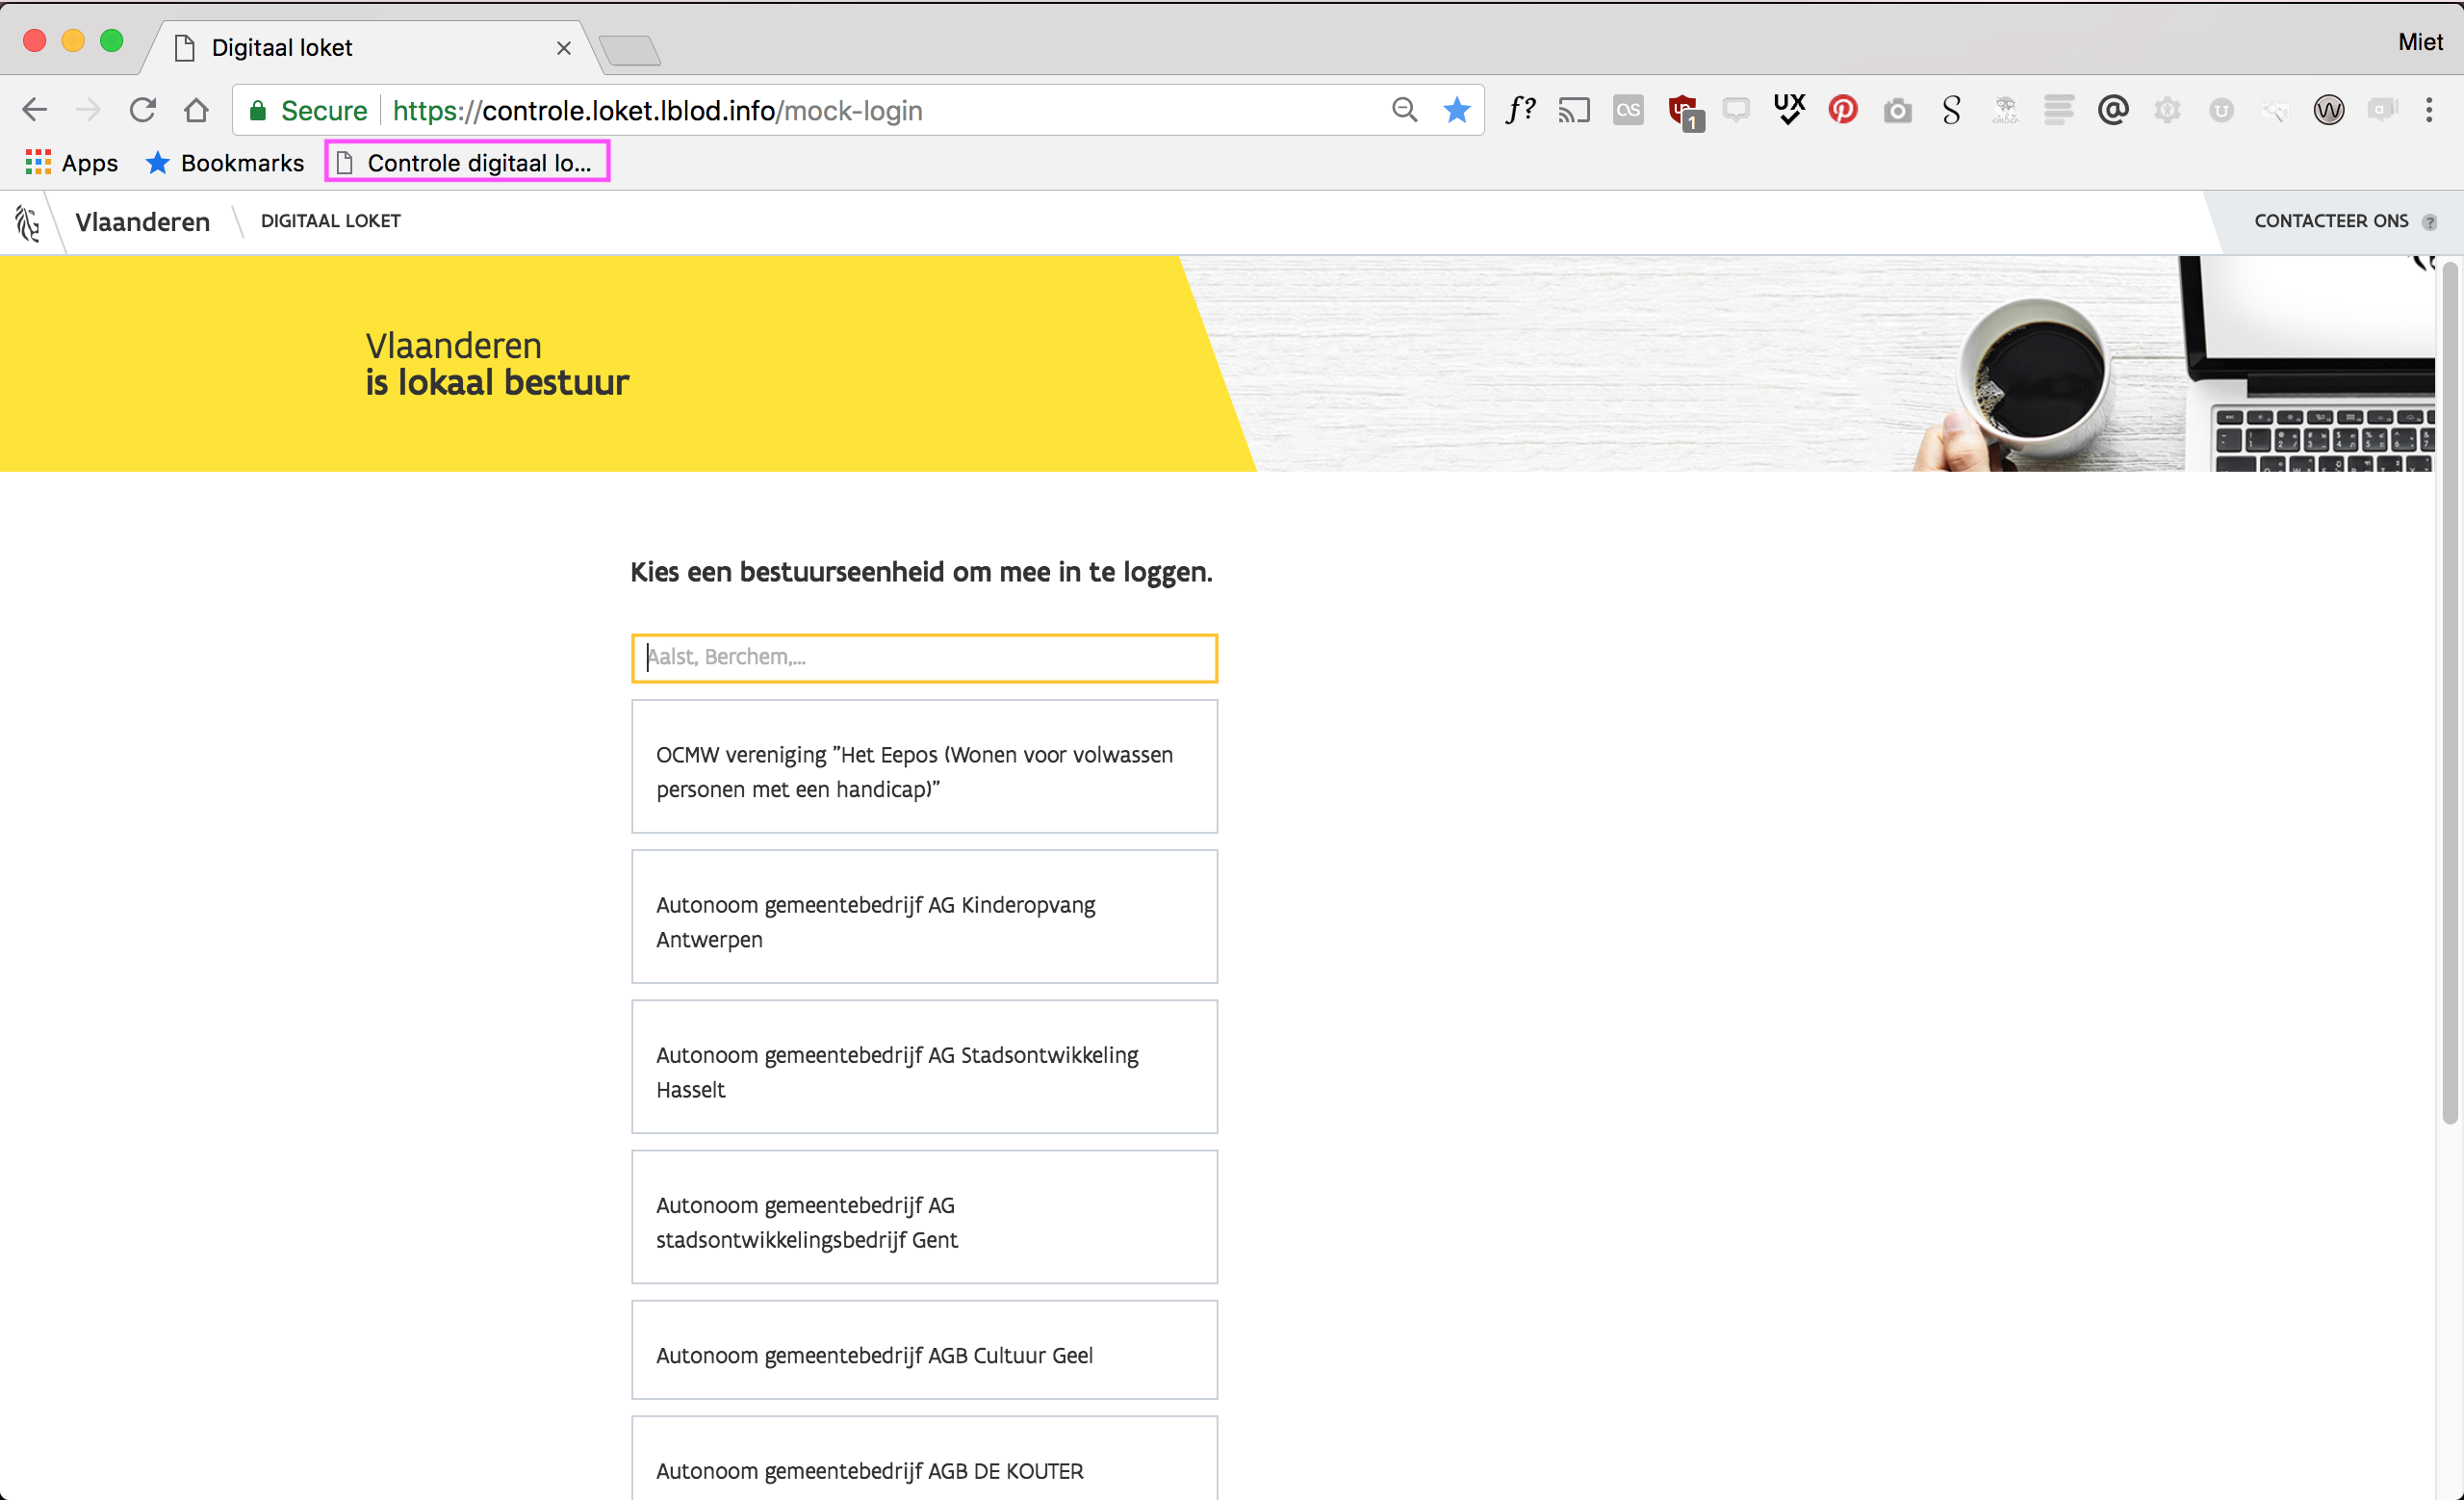 Digitaal loket
Miet
Secure
https://controle.loket.lblod.info/mock-login
f?
as
1
UX
S
ember
@
U
W
a
Apps
Bookmarks
Controle digitaal lo...
Vlaanderen
DIGITAAL LOKET
CONTACTEER ONS ?
Vlaanderen
is lokaal bestuur
Kies een bestuurseenheid om mee in te loggen.
Aalst, Berchem,...
OCMW vereniging ”Het Eepos (Wonen voor volwassen
personen met een handicap)”
Autonoom gemeentebedrijf AG Kinderopvang
Antwerpen
Autonoom gemeentebedrijf AG Stadsontwikkeling
Hasselt
Autonoom gemeentebedrijf AG
stadsontwikkelingsbedrijf Gent
Autonoom gemeentebedrijf AGB Cultuur Geel
Autonoom gemeentebedrijf AGB DE KOUTER